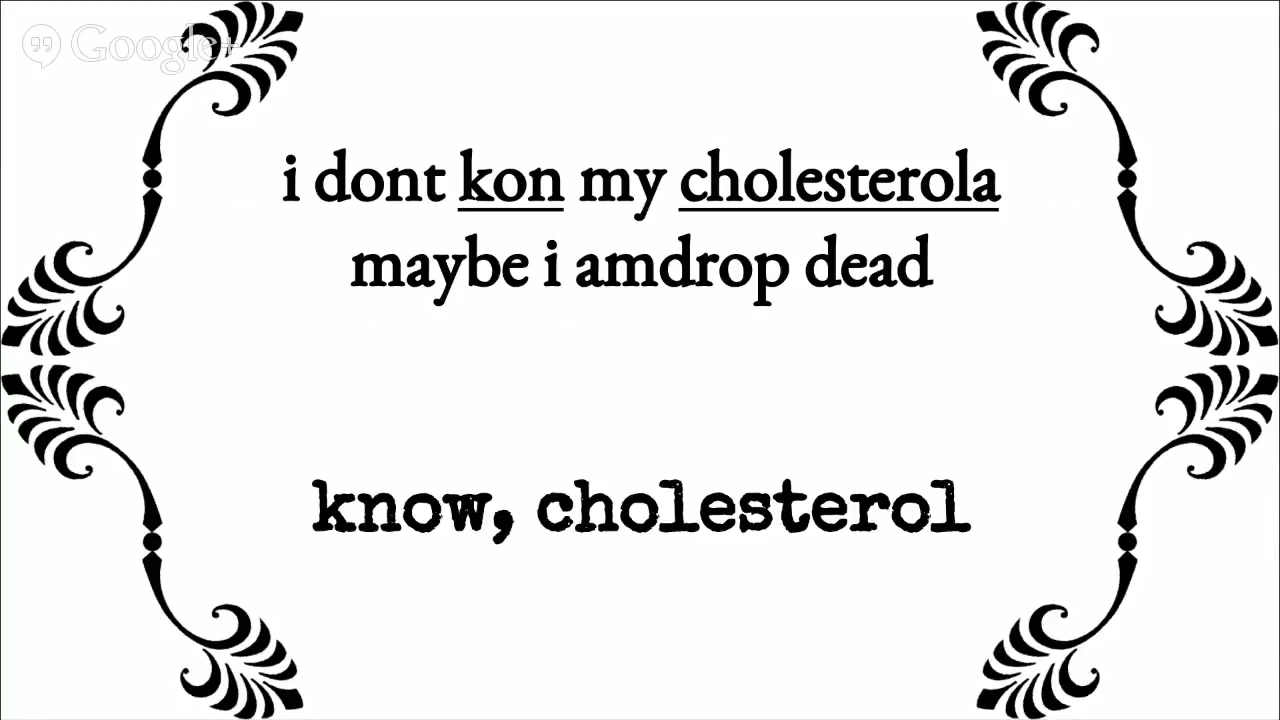 Google+
i dont kon my cholesterola
maybe i amdrop dead
know, cholesterol